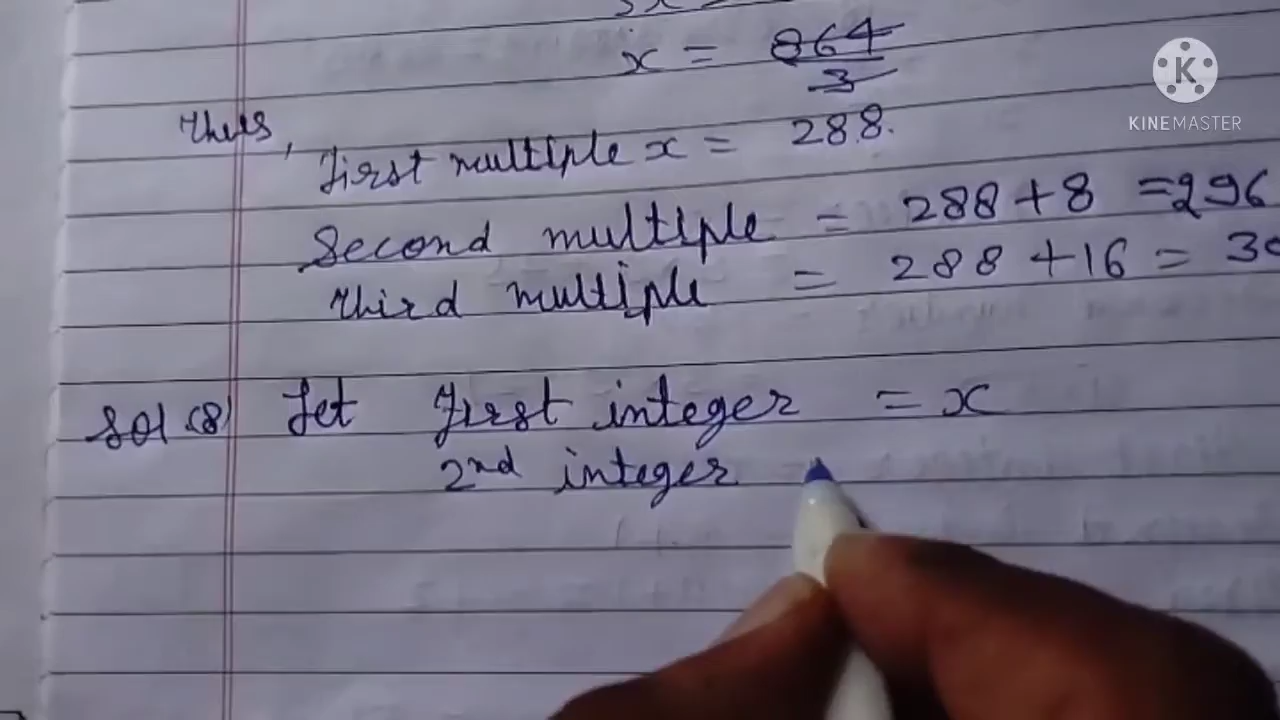 x = 864
3
K
KINEMASTER
Thus,
First multiple x = 288.
Second multiple = 288 + 8 = 296
Third multiple = 288 + 16 = 30
Sol (8) Let First integer = x
2nd integer